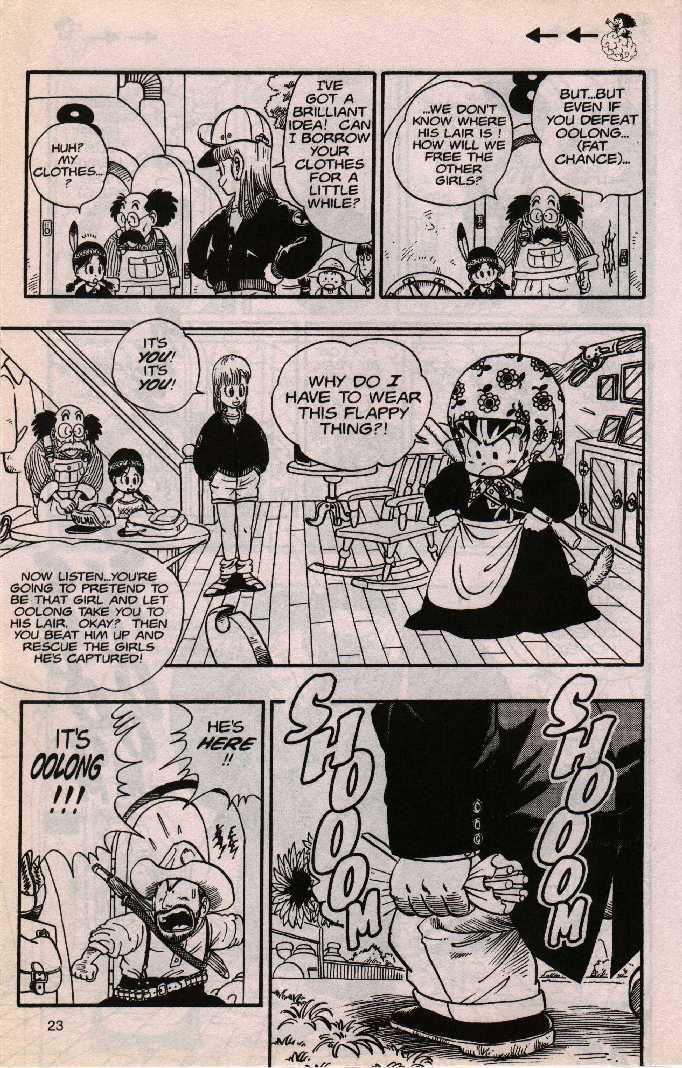 BUT...BUT
EVEN IF
YOU DEFEAT
OOLONG...
(FAT
CHANCE)...
...WE DON'T
KNOW WHERE
HIS LAIR IS!
HOW WILL WE
FREE THE
OTHER
GIRLS?
I'VE
GOT A
BRILLIANT
IDEA! CAN
I BORROW
YOUR
CLOTHES
FOR A
LITTLE
WHILE?
HUH?
MY
CLOTHES...
?
WHY DO I
HAVE TO WEAR
THIS FLAPPY
THING?!
IT'S
YOU!
IT'S
YOU!
BULMA
NOW LISTEN...YOU'RE
GOING TO PRETEND TO
BE THAT GIRL AND LET
OOLONG TAKE YOU TO
HIS LAIR. OKAY? THEN
YOU BEAT HIM UP AND
RESCUE THE GIRLS
HE'S CAPTURED!
SHOOOM
SHOOOM
HE'S
HERE
!!
IT'S
OOLONG
!!!
23